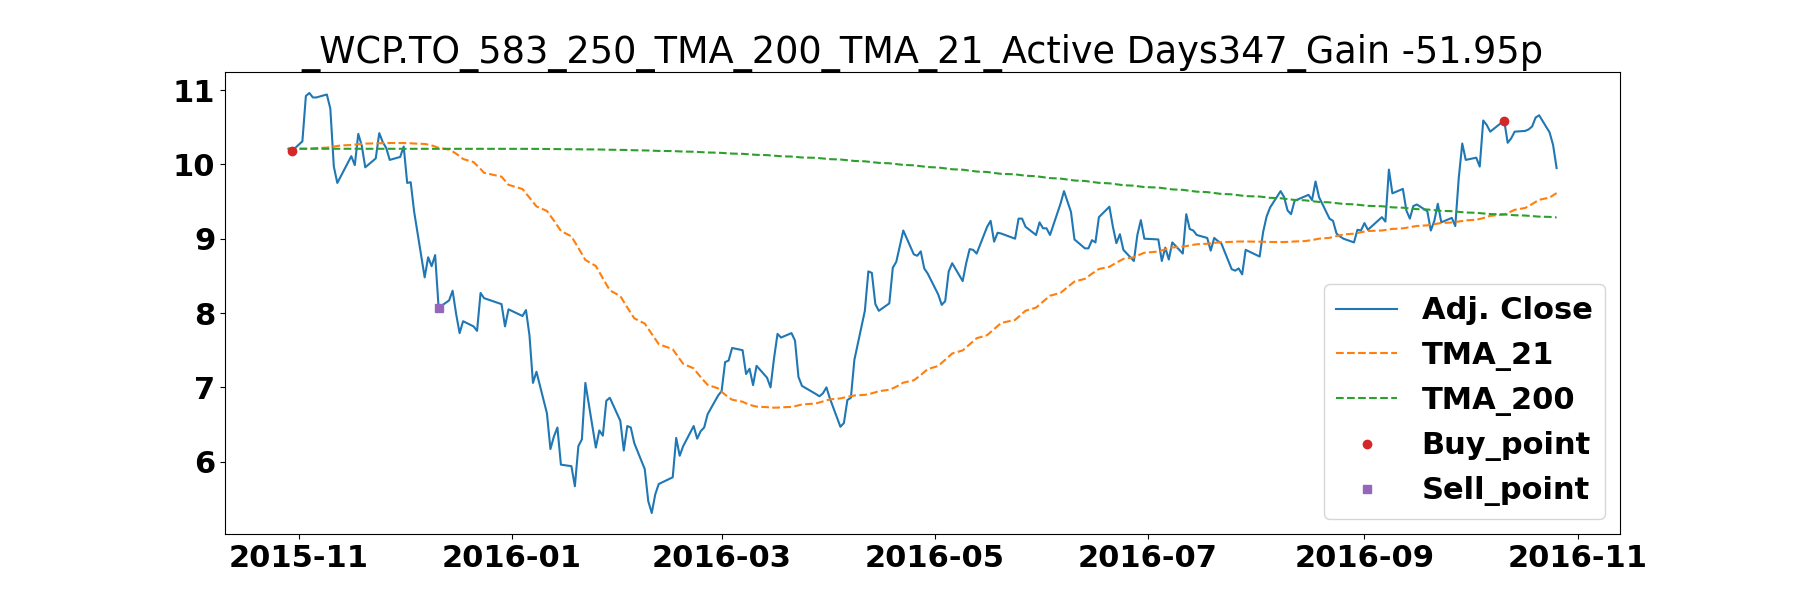 _WCP.TO_583_250_TMA_200_TMA_21_Active Days347_Gain -51.95p
11
10
9
8
7
6
Adj. Close
TMA_21
TMA_200
Buy_point
Sell_point
2015-11 2016-01 2016-03 2016-05 2016-07 2016-09 2016-11